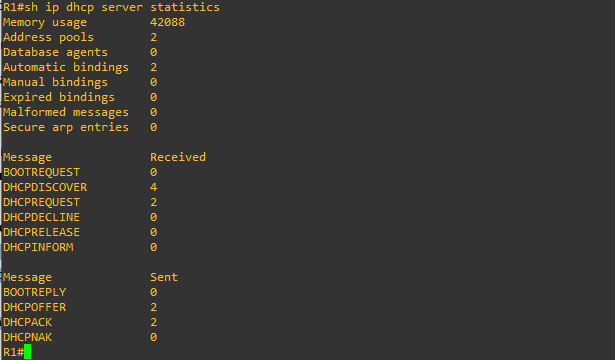 R1#sh ip dhcp server statistics
Memory usage 42088
Address pools 2
Database agents 0
Automatic bindings 2
Manual bindings 0
Expired bindings 0
Malformed messages 0
Secure arp entries 0
Message Received
BOOTREQUEST 0
DHCPDISCOVER 4
DHCPREQUEST 2
DHCPDECLINE 0
DHCPRELEASE 0
DHCPINFORM 0
Message Sent
BOOTREPLY 0
DHCPOFFER 2
DHCPACK 2
DHCPNAK 0
R1#